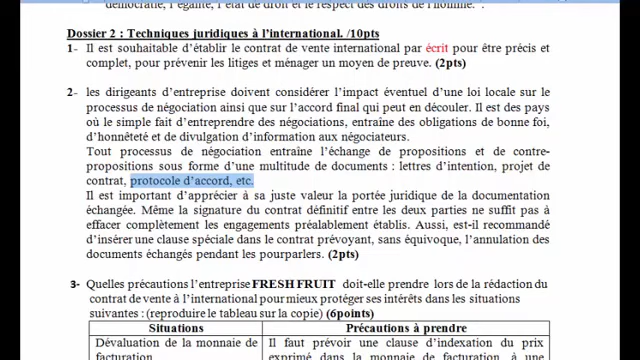 démocratie, l'égalité, l'état de droit et le respect des droits de l'homme.
Dossier 2 : Techniques juridiques à l'international. /10pts
1- Il est souhaitable d'établir le contrat de vente international par écrit pour être précis et
complet, pour prévenir les litiges et ménager un moyen de preuve. (2pts)
2- les dirigeants d'entreprise doivent considérer l'impact éventuel d'une loi locale sur le
processus de négociation ainsi que sur l'accord final qui peut en découler. Il est des pays
où le simple fait d'entreprendre des négociations, entraîne des obligations de bonne foi,
d'honnêteté et de divulgation d'information aux négociateurs.
Tout processus de négociation entraîne l'échange de propositions et de contre-
propositions sous forme d'une multitude de documents : lettres d'intention, projet de
contrat, protocole d'accord, etc.
Il est important d'apprécier à sa juste valeur la portée juridique de la documentation
échangée. Même la signature du contrat définitif entre les deux parties ne suffit pas à
effacer complètement les engagements préalablement établis. Aussi, est-il recommandé
d'insérer une clause spéciale dans le contrat prévoyant, sans équivoque, l'annulation des
documents échangés pendant les pourparlers. (2pts)
3- Quelles précautions l'entreprise FRESH FRUIT doit-elle prendre lors de la rédaction du
contrat de vente à l'international pour mieux protéger ses intérêts dans les situations
suivantes : (reproduire le tableau sur la copie) (6points)
Situations Précautions à prendre
Dévaluation de la monnaie de Il faut prévoir une clause d'indexation du prix
facturation exprimé dans la monnaie de facturation, à une